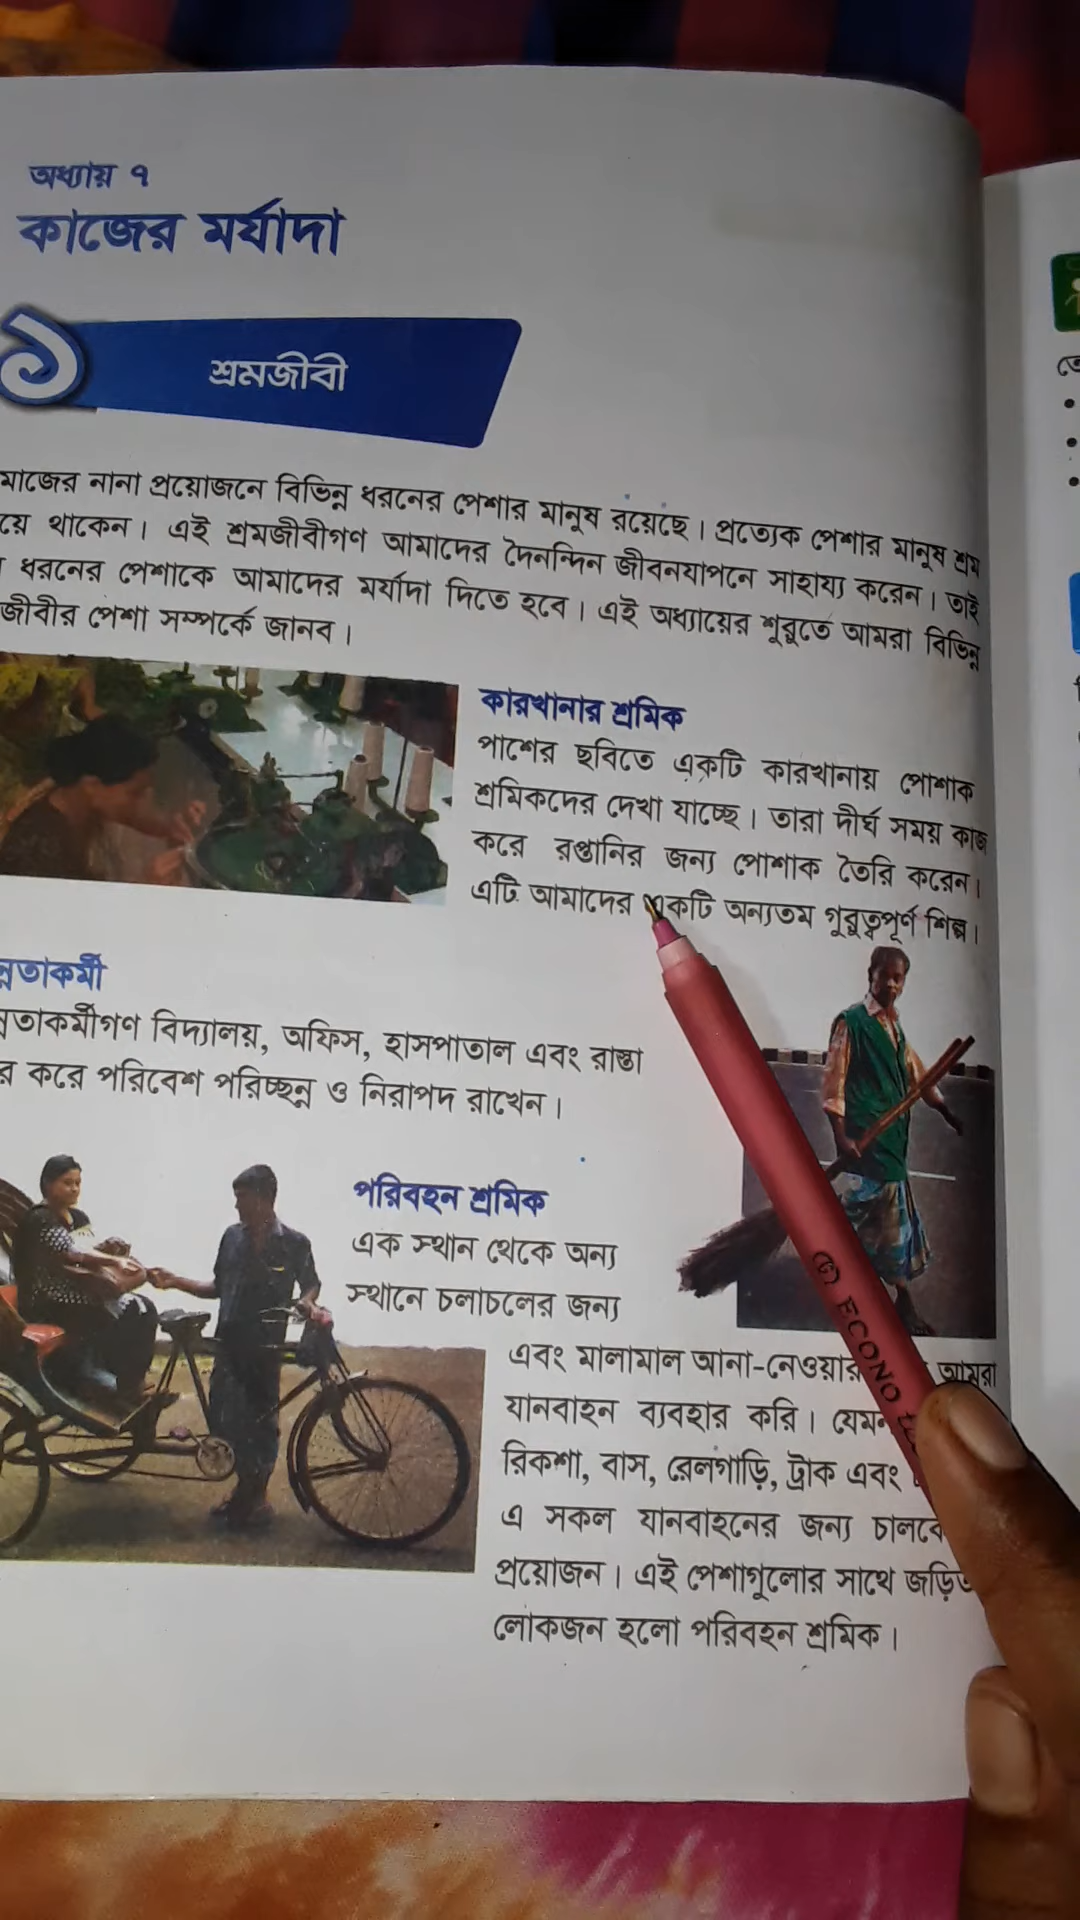 অধ্যায় ৭
কাজের মর্যাদা
১
শ্রমজীবী
মাজের নানা প্রয়োজনে বিভিন্ন ধরনের পেশার মানুষ রয়েছে। প্রত্যেক পেশার মানুষ শ্রম
য়ে থাকেন। এই শ্রমজীবীগণ আমাদের দৈনন্দিন জীবনযাপনে সাহায্য করেন। তাই
ধরনের পেশাকে আমাদের মর্যাদা দিতে হবে। এই অধ্যায়ের শুরুতে আমরা বিভিন্ন
জীবীর পেশা সম্পর্কে জানব।
কারখানার শ্রমিক
পাশের ছবিতে একটি কারখানায় পোশাক
শ্রমিকদের দেখা যাচ্ছে। তারা দীর্ঘ সময় কাজ
করে রপ্তানির জন্য পোশাক তৈরি করেন।
এটি আমাদের একটি অন্যতম গুরুত্বপূর্ণ শিল্প।
ন্নতাকর্মী
ন্নতাকর্মীগণ বিদ্যালয়, অফিস, হাসপাতাল এবং রাস্তা
র করে পরিবেশ পরিচ্ছন্ন ও নিরাপদ রাখেন।
পরিবহন শ্রমিক
এক স্থান থেকে অন্য
স্থানে চলাচলের জন্য
এবং মালামাল আনা-নেওয়ার আমরা
যানবাহন ব্যবহার করি। যেমন
রিকশা, বাস, রেলগাড়ি, ট্রাক এবং
এ সকল যানবাহনের জন্য চালকে
প্রয়োজন। এই পেশাগুলোর সাথে জড়িত
লোকজন হলো পরিবহন শ্রমিক।
ECONO